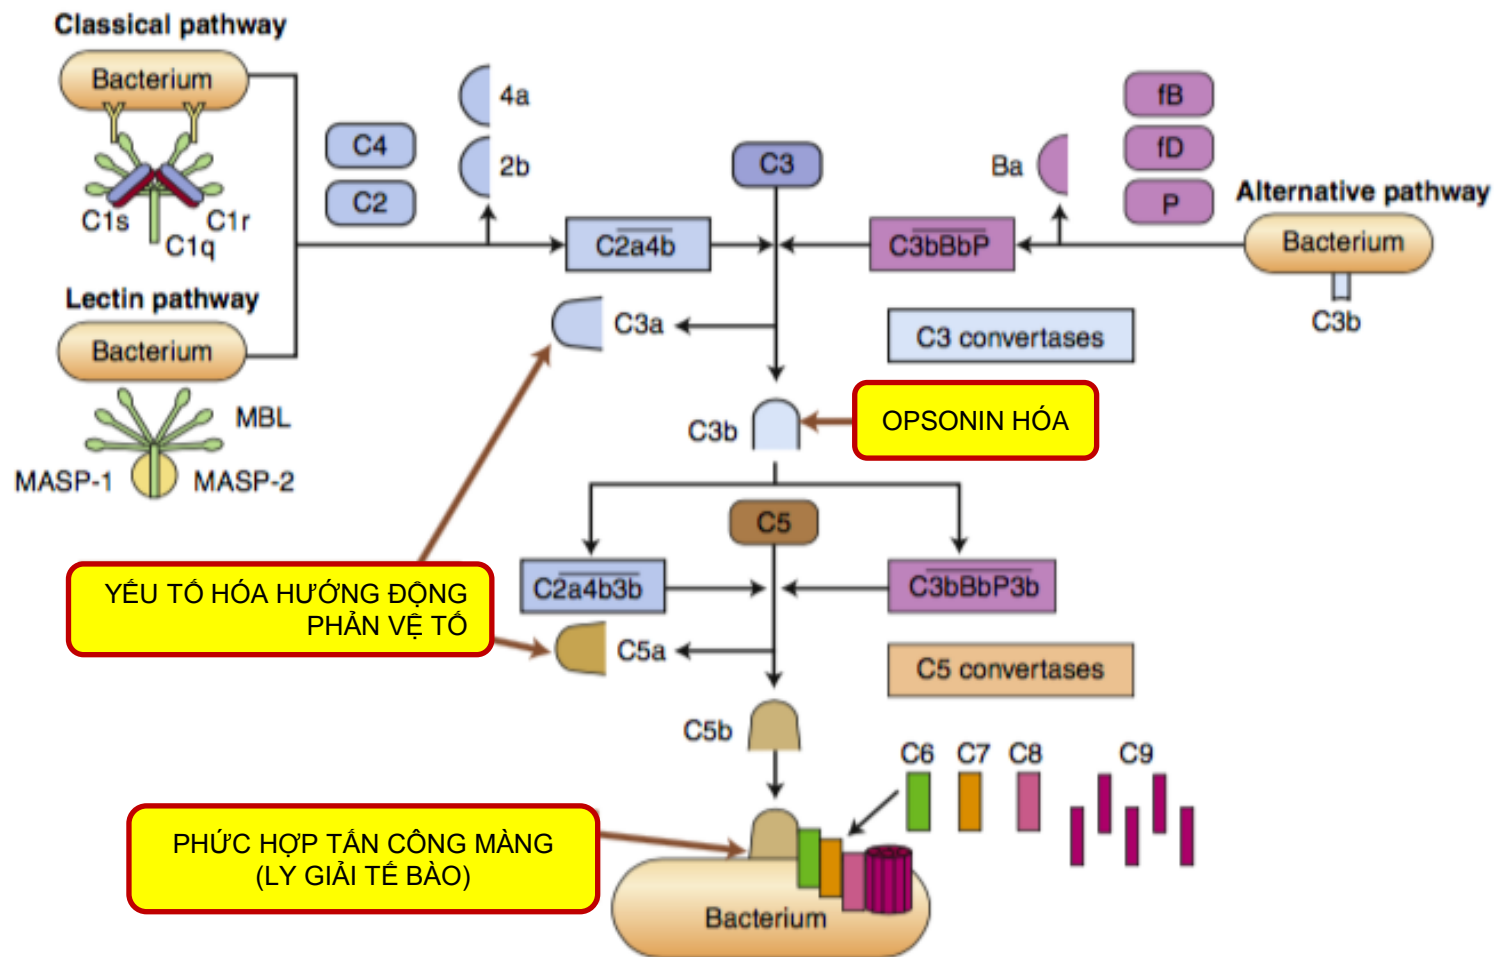 Classical pathway
Bacterium
C1s
C1r
C1q
Lectin pathway
Bacterium
MBL
MASP-1
MASP-2
C4
C2
4a
2b
C2a4b
C3
Ba
fB
fD
P
C3bBbP
Alternative pathway
Bacterium
C3b
C3a
C3 convertases
C3b
OPSONIN HÓA
C5
YẾU TỐ HÓA HƯỚNG ĐỘNG
PHẢN VỆ TỐ
C2a4b3b
C3bBbP3b
C5a
C5 convertases
C5b
C6
C7
C8
C9
PHỨC HỢP TẤN CÔNG MÀNG
(LY GIẢI TẾ BÀO)
Bacterium